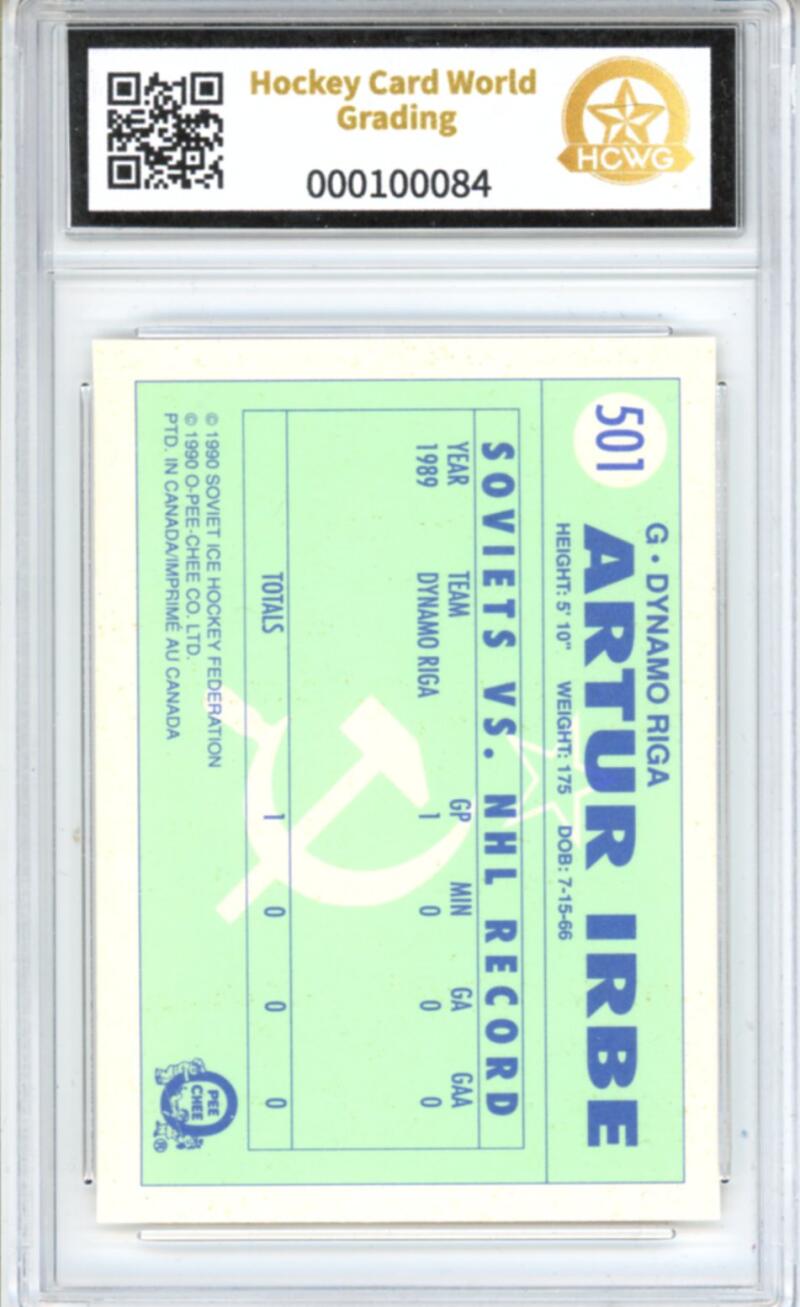 Hockey Card World
Grading
000100084
HCWG
501
G • DYNAMO RIGA
ARTUR IRBE
HEIGHT: 5' 10" WEIGHT: 175 DOB: 7-15-66
SOVIETS VS. NHL RECORD
YEAR TEAM GP MIN GA GAA
1989 DYNAMO RIGA 1 0 0 0
TOTALS 1 0 0 0
© 1990 SOVIET ICE HOCKEY FEDERATION
© 1990 O-PEE-CHEE CO. LTD.
PTD. IN CANADA/IMPRIMÉ AU CANADA
O PEE CHEE ®